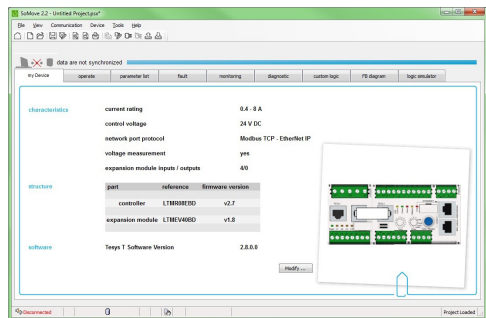 SoMove 2.2 - Untitled Project.psx*
File View Communication Device Tools Help
data are not synchronized
my Device operate parameter list fault monitoring diagnostic custom logic FB diagram logic simulator
characteristics current rating 0.4 - 8 A
control voltage 24 V DC
network port protocol Modbus TCP - EtherNet IP
voltage measurement yes
expansion module inputs / outputs 4/0
structure part reference firmware version
controller LTMR08EBD v2.7
expansion module LTMEV40BD v1.8
software Tesys T Software Version 2.8.0.0
Modify ...
Disconnected Project Loaded